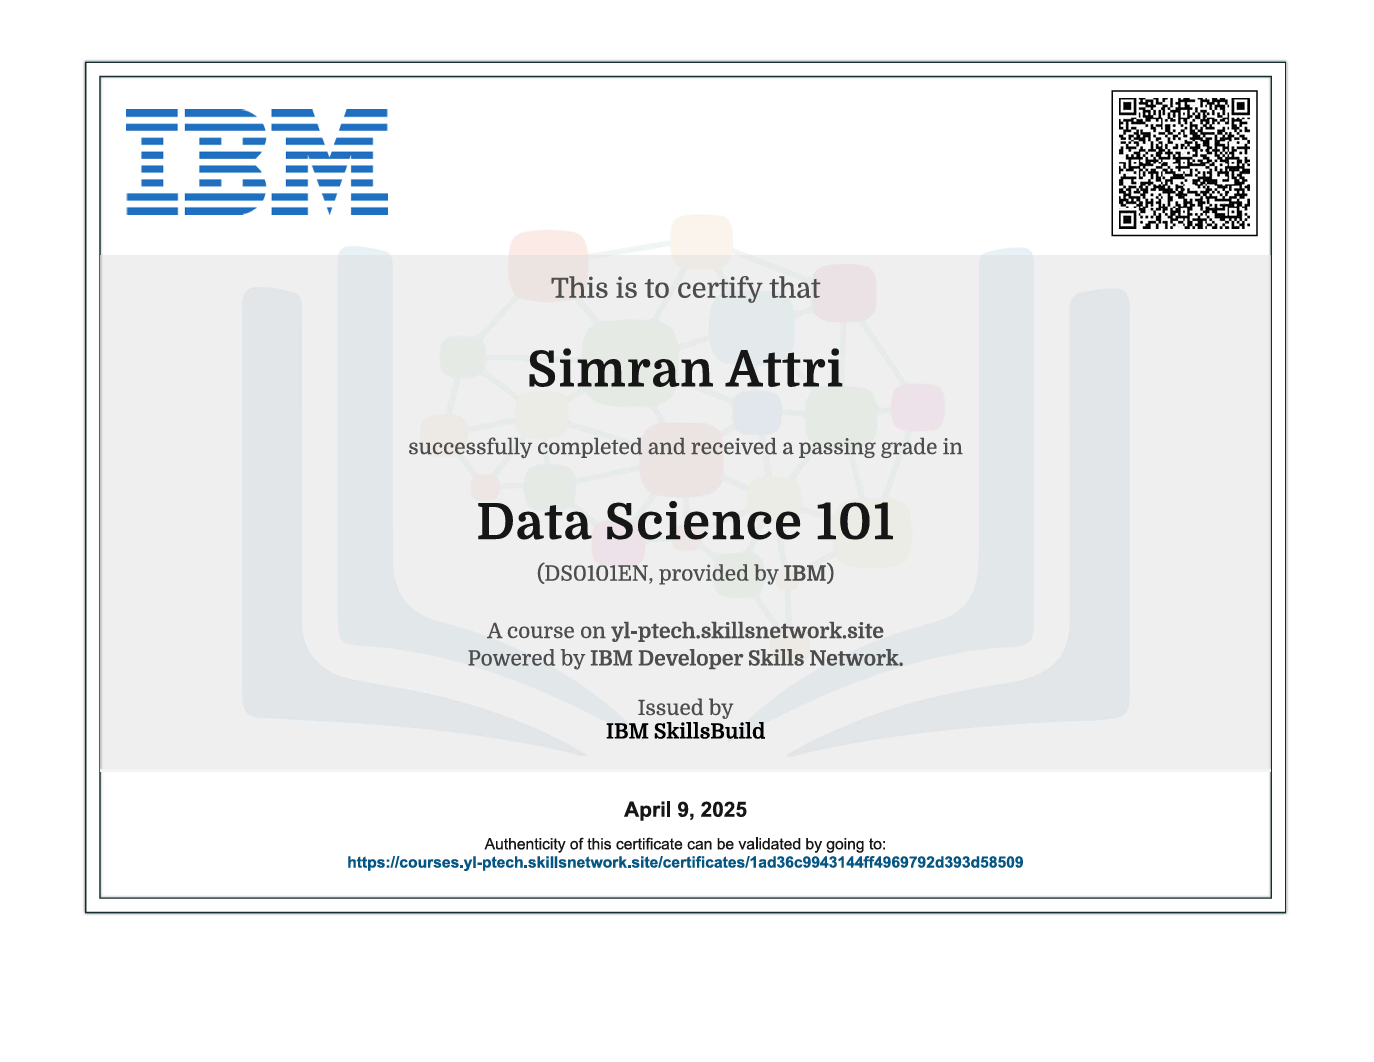 IBM
This is to certify that
Simran Attri
successfully completed and received a passing grade in
Data Science 101
(DS0101EN, provided by IBM)
A course on yl-ptech.skillsnetwork.site
Powered by IBM Developer Skills Network.
Issued by
IBM SkillsBuild
April 9, 2025
Authenticity of this certificate can be validated by going to:
https://courses.yl-ptech.skillsnetwork.site/certificates/1ad36c9943144ff4969792d393d58509